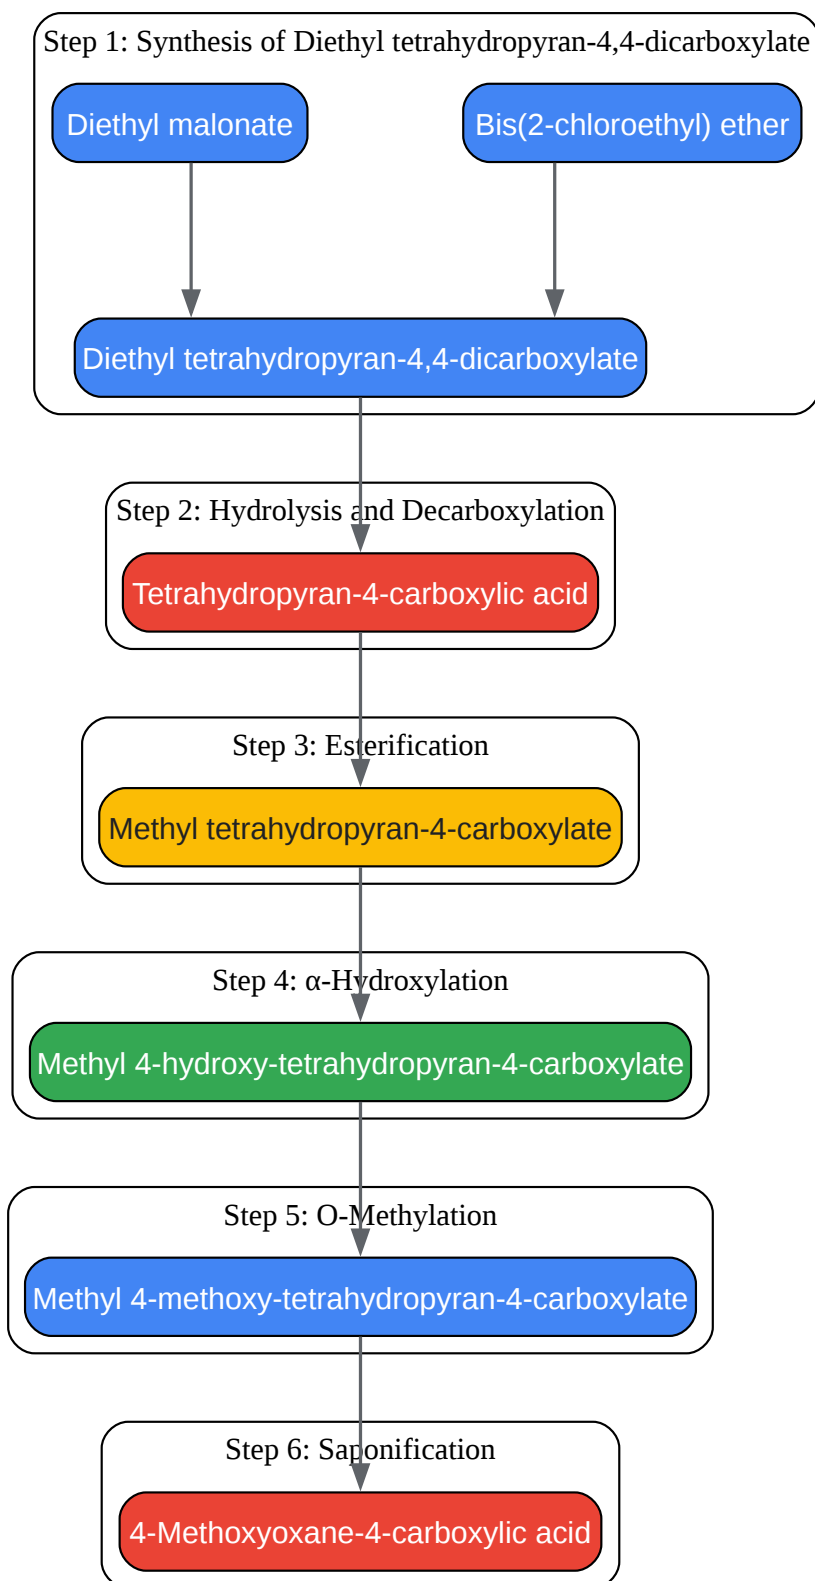 Step 1: Synthesis of Diethyl tetrahydropyran-4,4-dicarboxylate
Diethyl malonate
Bis(2-chloroethyl) ether
Diethyl tetrahydropyran-4,4-dicarboxylate
Step 2: Hydrolysis and Decarboxylation
Tetrahydropyran-4-carboxylic acid
Step 3: Esterification
Methyl tetrahydropyran-4-carboxylate
Step 4: α-Hydroxylation
Methyl 4-hydroxy-tetrahydropyran-4-carboxylate
Step 5: O-Methylation
Methyl 4-methoxy-tetrahydropyran-4-carboxylate
Step 6: Saponification
4-Methoxyoxane-4-carboxylic acid